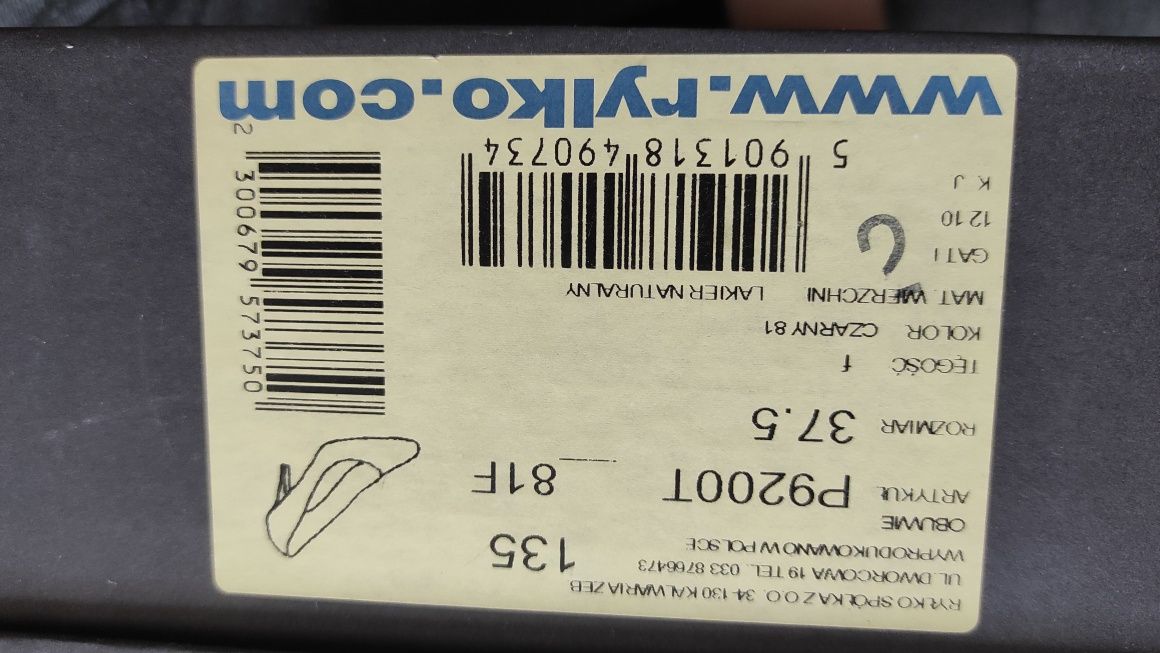 RYŁKO SPÓŁKA Z O O. 34-130 KALWARIA ZEB
UL DWORCOWA 19 TEL. 033 8766473
WYPRODUKOWANO W POLSCE
135
OBUWIE
ARTYKUŁ P9200T __81F
ROZMIAR 37.5
TĘGOŚĆ f
KOLOR CZARNY 81
MAT. WIERZCHNI LAKIER NATURALNY
GAT I
12 10
K J
5 901318 490734
2 300679 573750
www.rylko.com